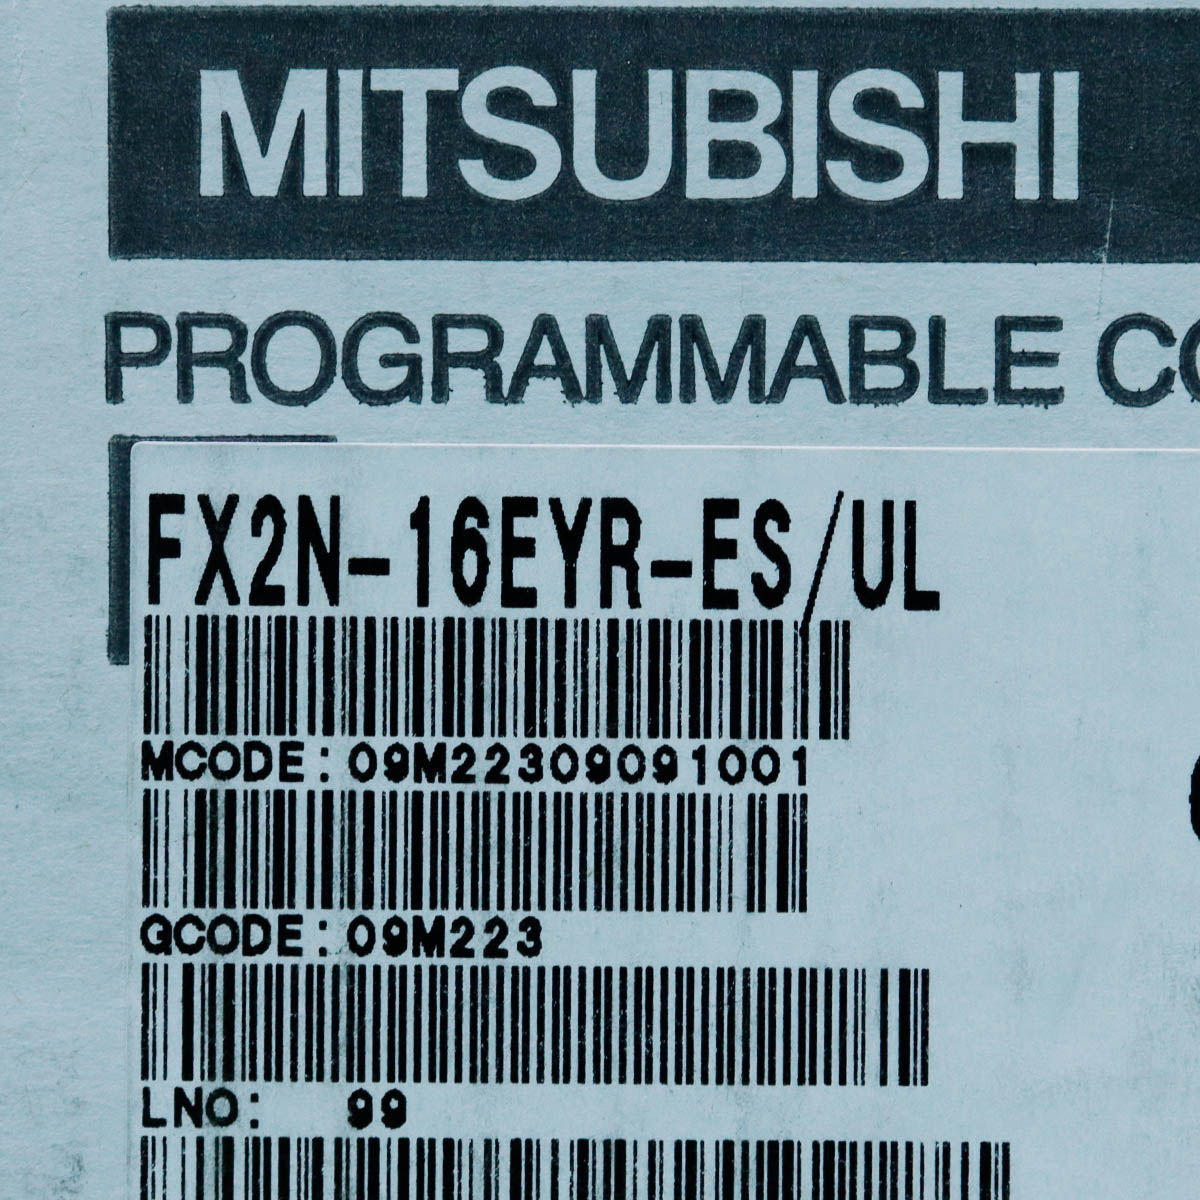 MITSUBISHI
PROGRAMMABLE
FX2N-16EYR-ES/UL
MCODE:09M22309091001
QCODE:09M223
LNO: 99